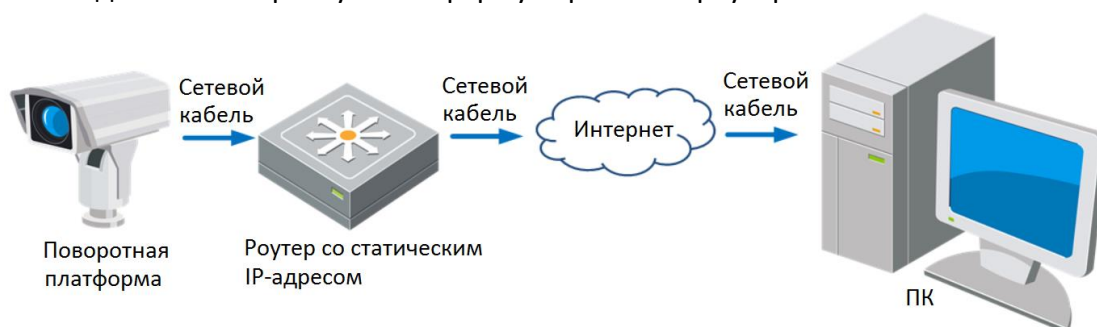 Сетевой
кабель
Сетевой
кабель
Сетевой
кабель
Интернет
Поворотная
платформа
Роутер со статическим
IP-адресом
ПК